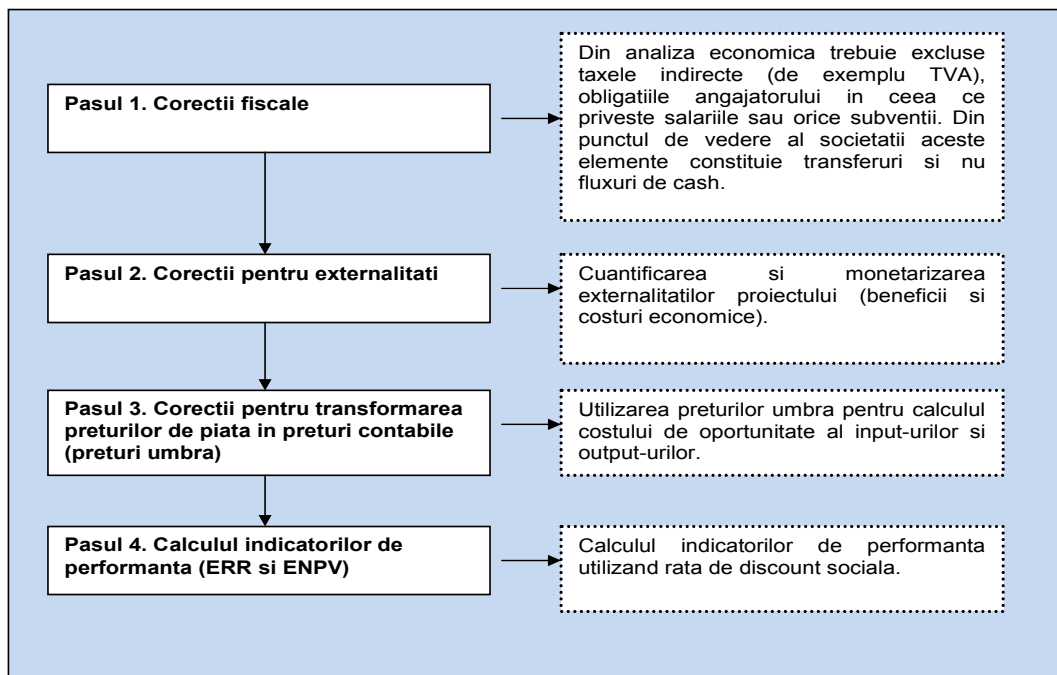 Pasul 1. Corectii fiscale
Din analiza economica trebuie excluse
taxele indirecte (de exemplu TVA),
obligatiile angajatorului in ceea ce
priveste salariile sau orice subventii. Din
punctul de vedere al societatii aceste
elemente constituie transferuri si nu
fluxuri de cash.
Pasul 2. Corectii pentru externalitati
Cuantificarea si monetarizarea
externalitatilor proiectului (beneficii si
costuri economice).
Pasul 3. Corectii pentru transformarea
preturilor de piata in preturi contabile
(preturi umbra)
Utilizarea preturilor umbra pentru calculul
costului de oportunitate al input-urilor si
output-urilor.
Pasul 4. Calculul indicatorilor de
performanta (ERR si ENPV)
Calculul indicatorilor de performanta
utilizand rata de discount sociala.